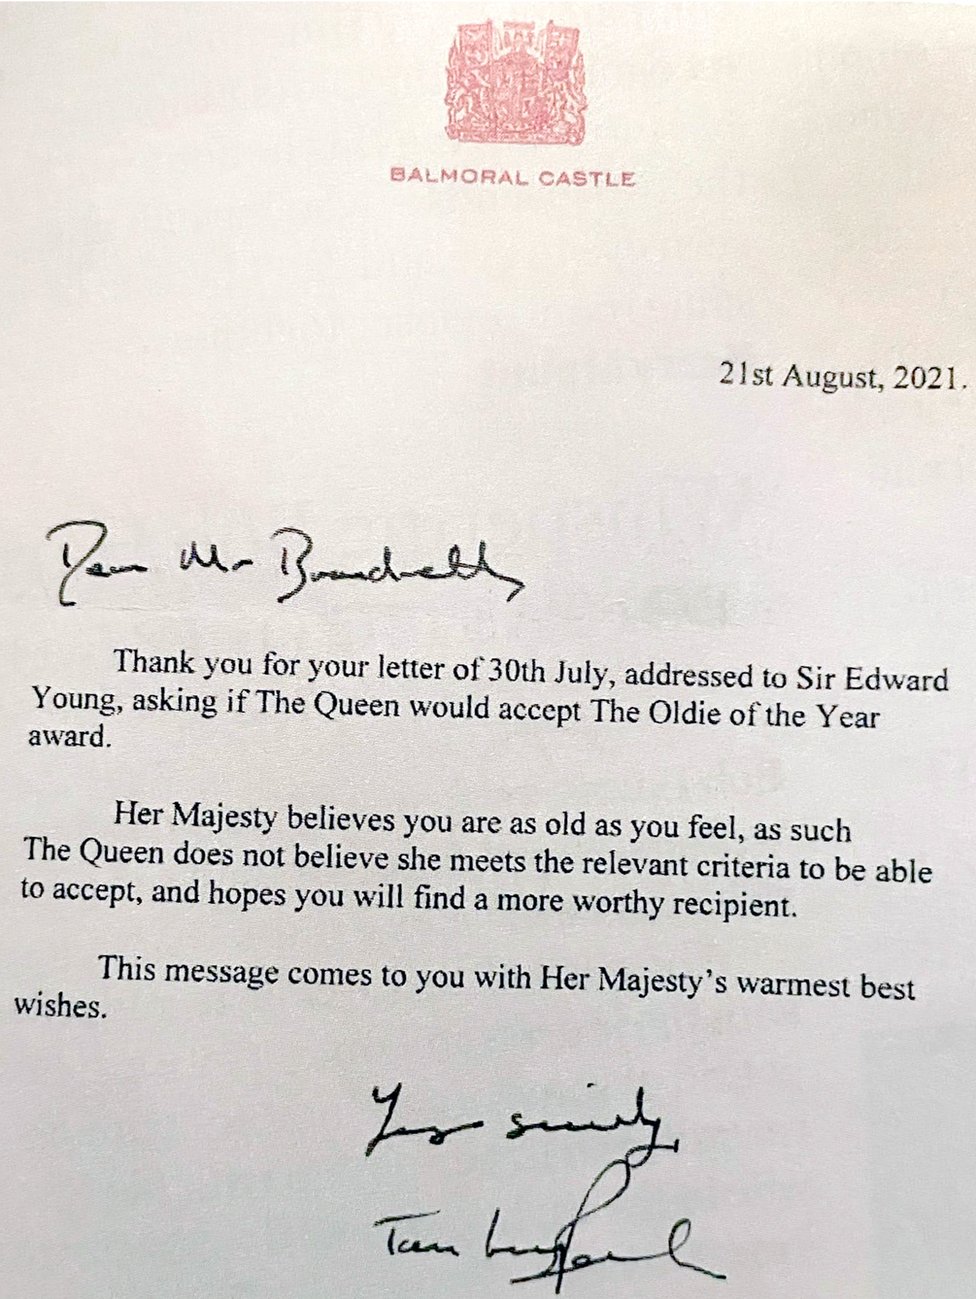 BALMORAL CASTLE
21st August, 2021.
Dear Mr Brandreth,
Thank you for your letter of 30th July, addressed to Sir Edward
Young, asking if The Queen would accept The Oldie of the Year
award.
Her Majesty believes you are as old as you feel, as such
The Queen does not believe she meets the relevant criteria to be able
to accept, and hopes you will find a more worthy recipient.
This message comes to you with Her Majesty’s warmest best
wishes.
Yours sincerely,
Tom